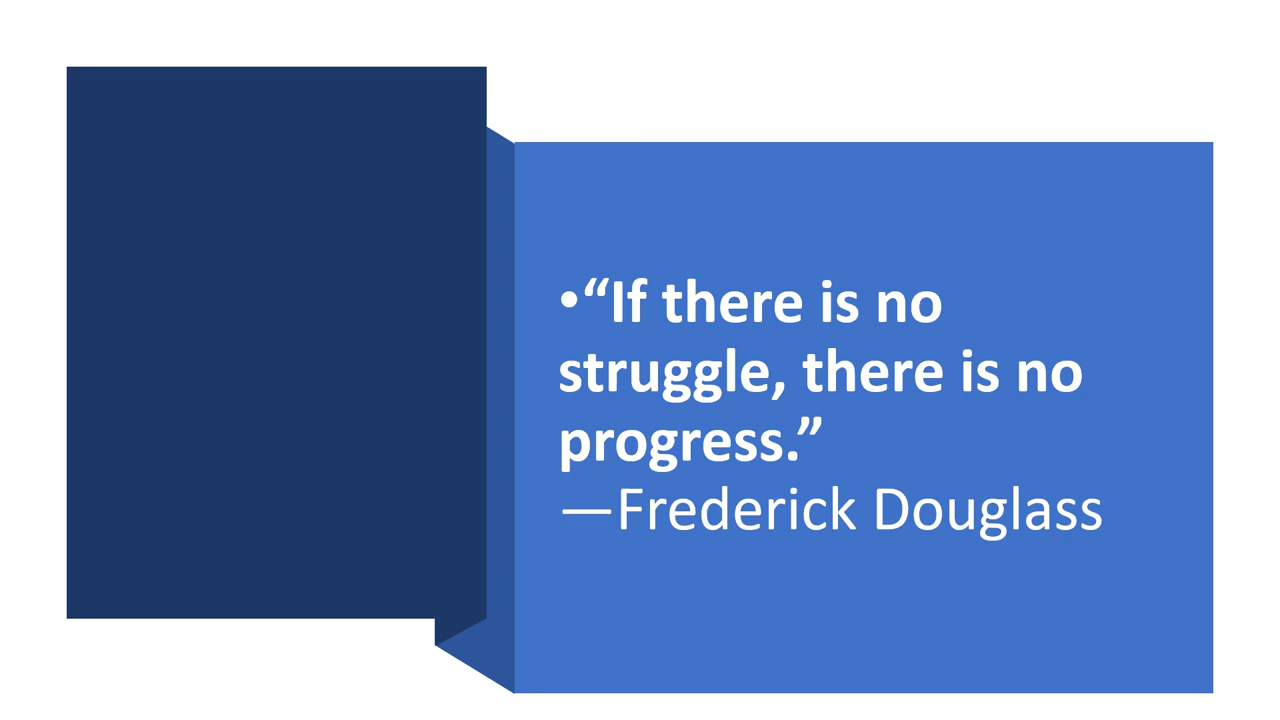 •“If there is no
struggle, there is no
progress.”
—Frederick Douglass